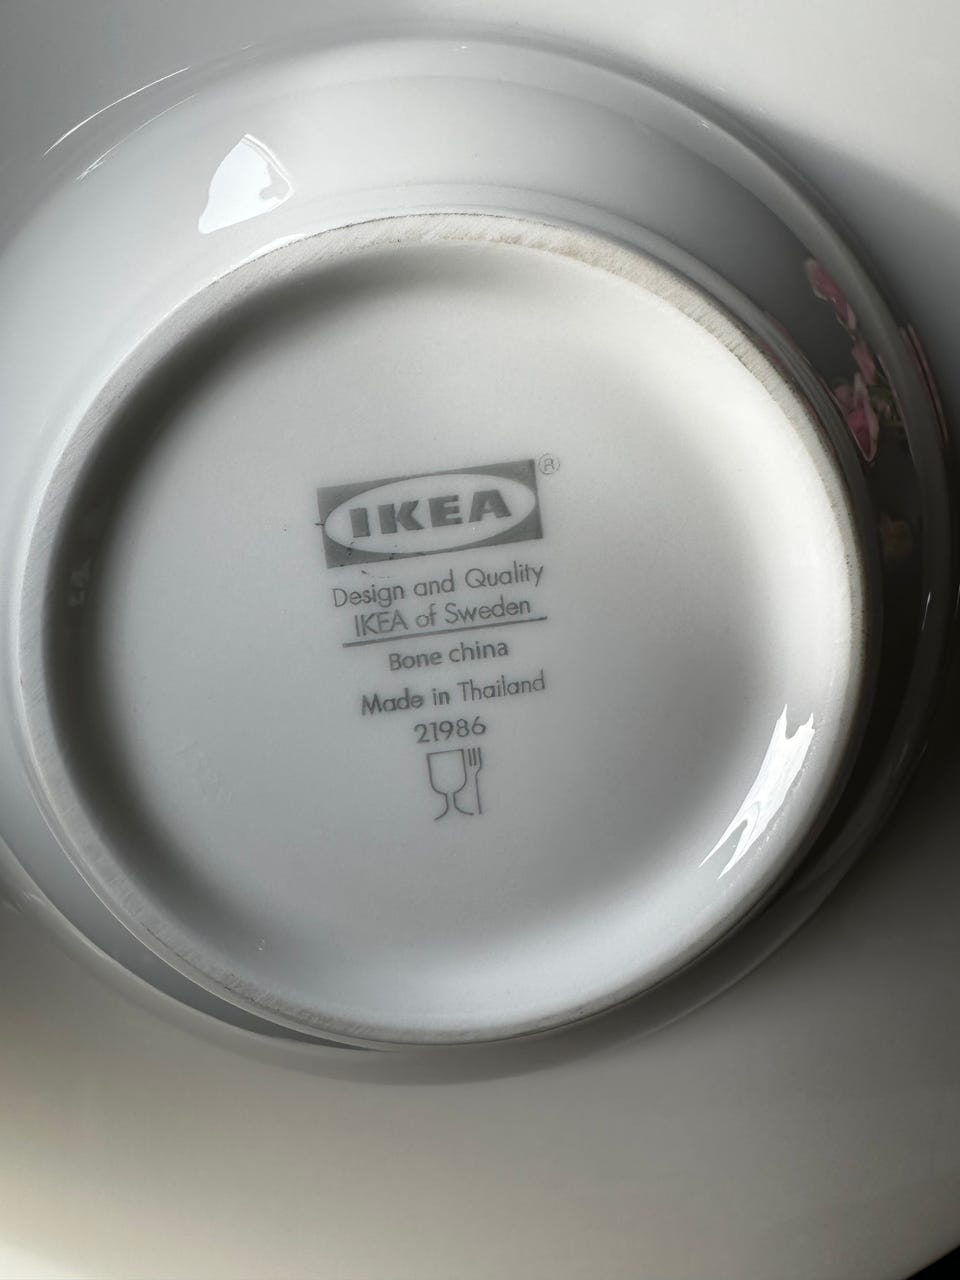 IKEA®
Design and Quality
IKEA of Sweden
Bone china
Made in Thailand
21986